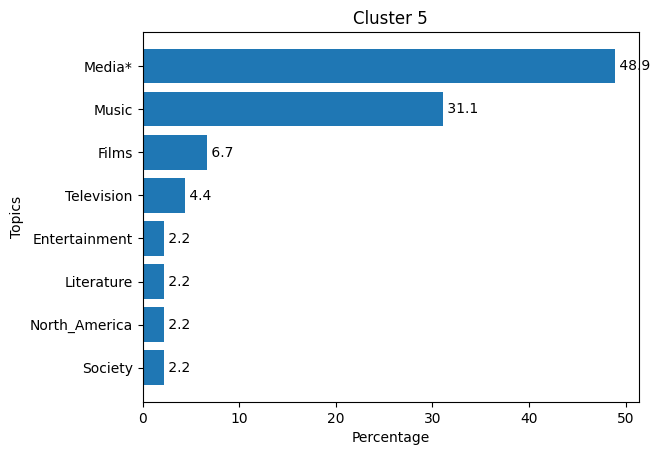 Cluster 5
Topics
Media* 48.9
Music 31.1
Films 6.7
Television 4.4
Entertainment 2.2
Literature 2.2
North_America 2.2
Society 2.2
0 10 20 30 40 50
Percentage